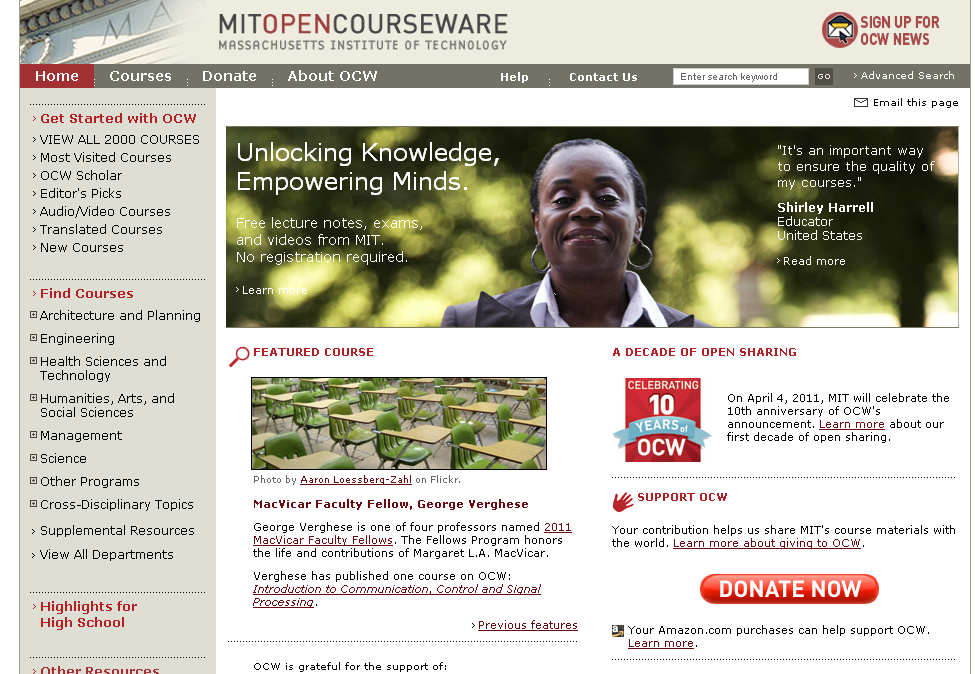 MA
MITOPENCOURSEWARE
MASSACHUSETTS INSTITUTE OF TECHNOLOGY
SIGN UP FOR
OCW NEWS
Home Courses Donate About OCW Help Contact Us Enter search keyword GO › Advanced Search
Email this page
› Get Started with OCW
› VIEW ALL 2000 COURSES
› Most Visited Courses
› OCW Scholar
› Editor's Picks
› Audio/Video Courses
› Translated Courses
› New Courses
› Find Courses
Architecture and Planning
Engineering
Health Sciences and
Technology
Humanities, Arts, and
Social Sciences
Management
Science
Other Programs
Cross-Disciplinary Topics
› Supplemental Resources
› View All Departments
› Highlights for
High School
› Other Resources
Unlocking Knowledge,
Empowering Minds.
Free lecture notes, exams,
and videos from MIT.
No registration required.
› Learn more
"It's an important way
to ensure the quality of
my courses."
Shirley Harrell
Educator
United States
› Read more
FEATURED COURSE
Photo by Aaron Loessberg-Zahl on Flickr.
MacVicar Faculty Fellow, George Verghese
George Verghese is one of four professors named 2011
MacVicar Faculty Fellows. The Fellows Program honors
the life and contributions of Margaret L.A. MacVicar.
Verghese has published one course on OCW:
Introduction to Communication, Control and Signal
Processing.
› Previous features
OCW is grateful for the support of:
A DECADE OF OPEN SHARING
CELEBRATING
10
YEARS of
OCW
On April 4, 2011, MIT will celebrate the
10th anniversary of OCW's
announcement. Learn more about our
first decade of open sharing.
SUPPORT OCW
Your contribution helps us share MIT's course materials with
the world. Learn more about giving to OCW.
DONATE NOW
Your Amazon.com purchases can help support OCW.
Learn more.